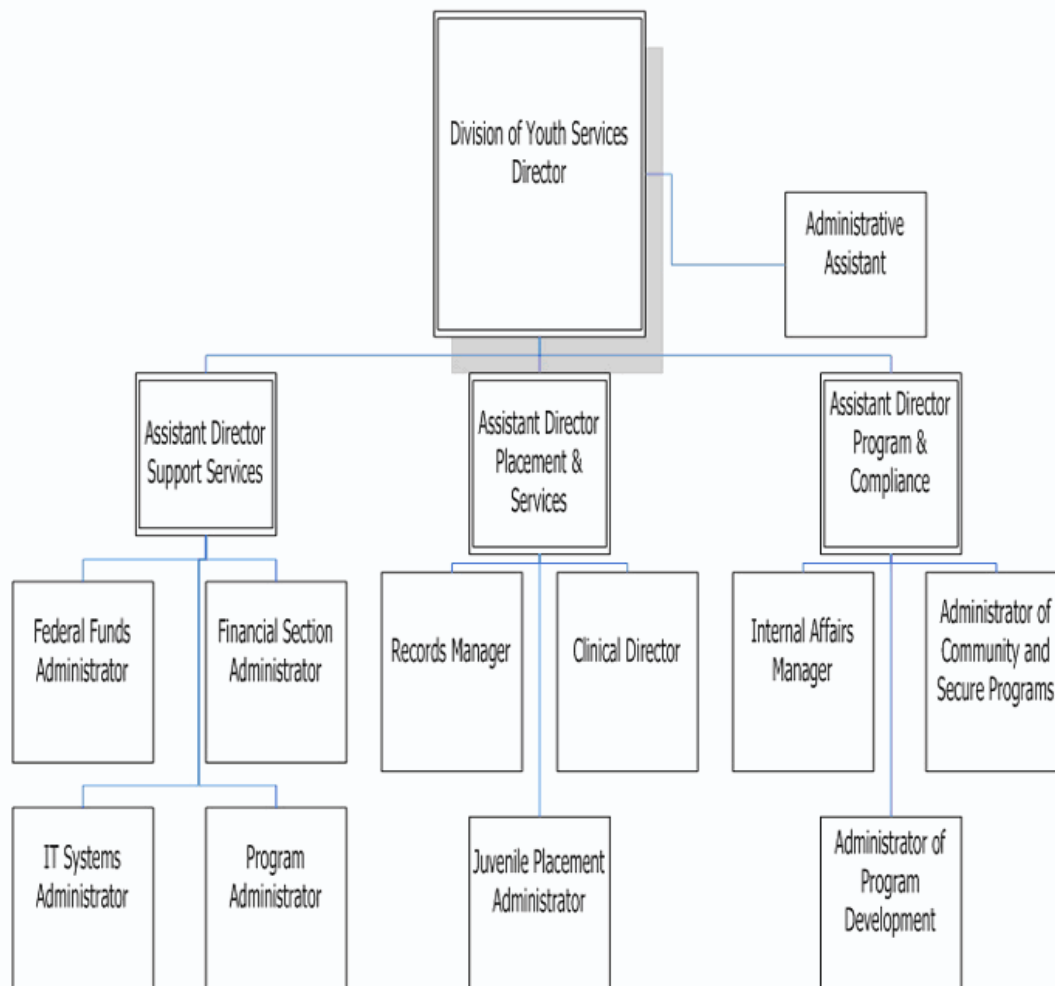 Division of Youth Services
Director
Administrative
Assistant
Assistant Director
Support Services
Assistant Director
Placement &
Services
Assistant Director
Program &
Compliance
Federal Funds
Administrator
Financial Section
Administrator
Records Manager
Clinical Director
Internal Affairs
Manager
Administrator of
Community and
Secure Programs
IT Systems
Administrator
Program
Administrator
Juvenile Placement
Administrator
Administrator of
Program
Development